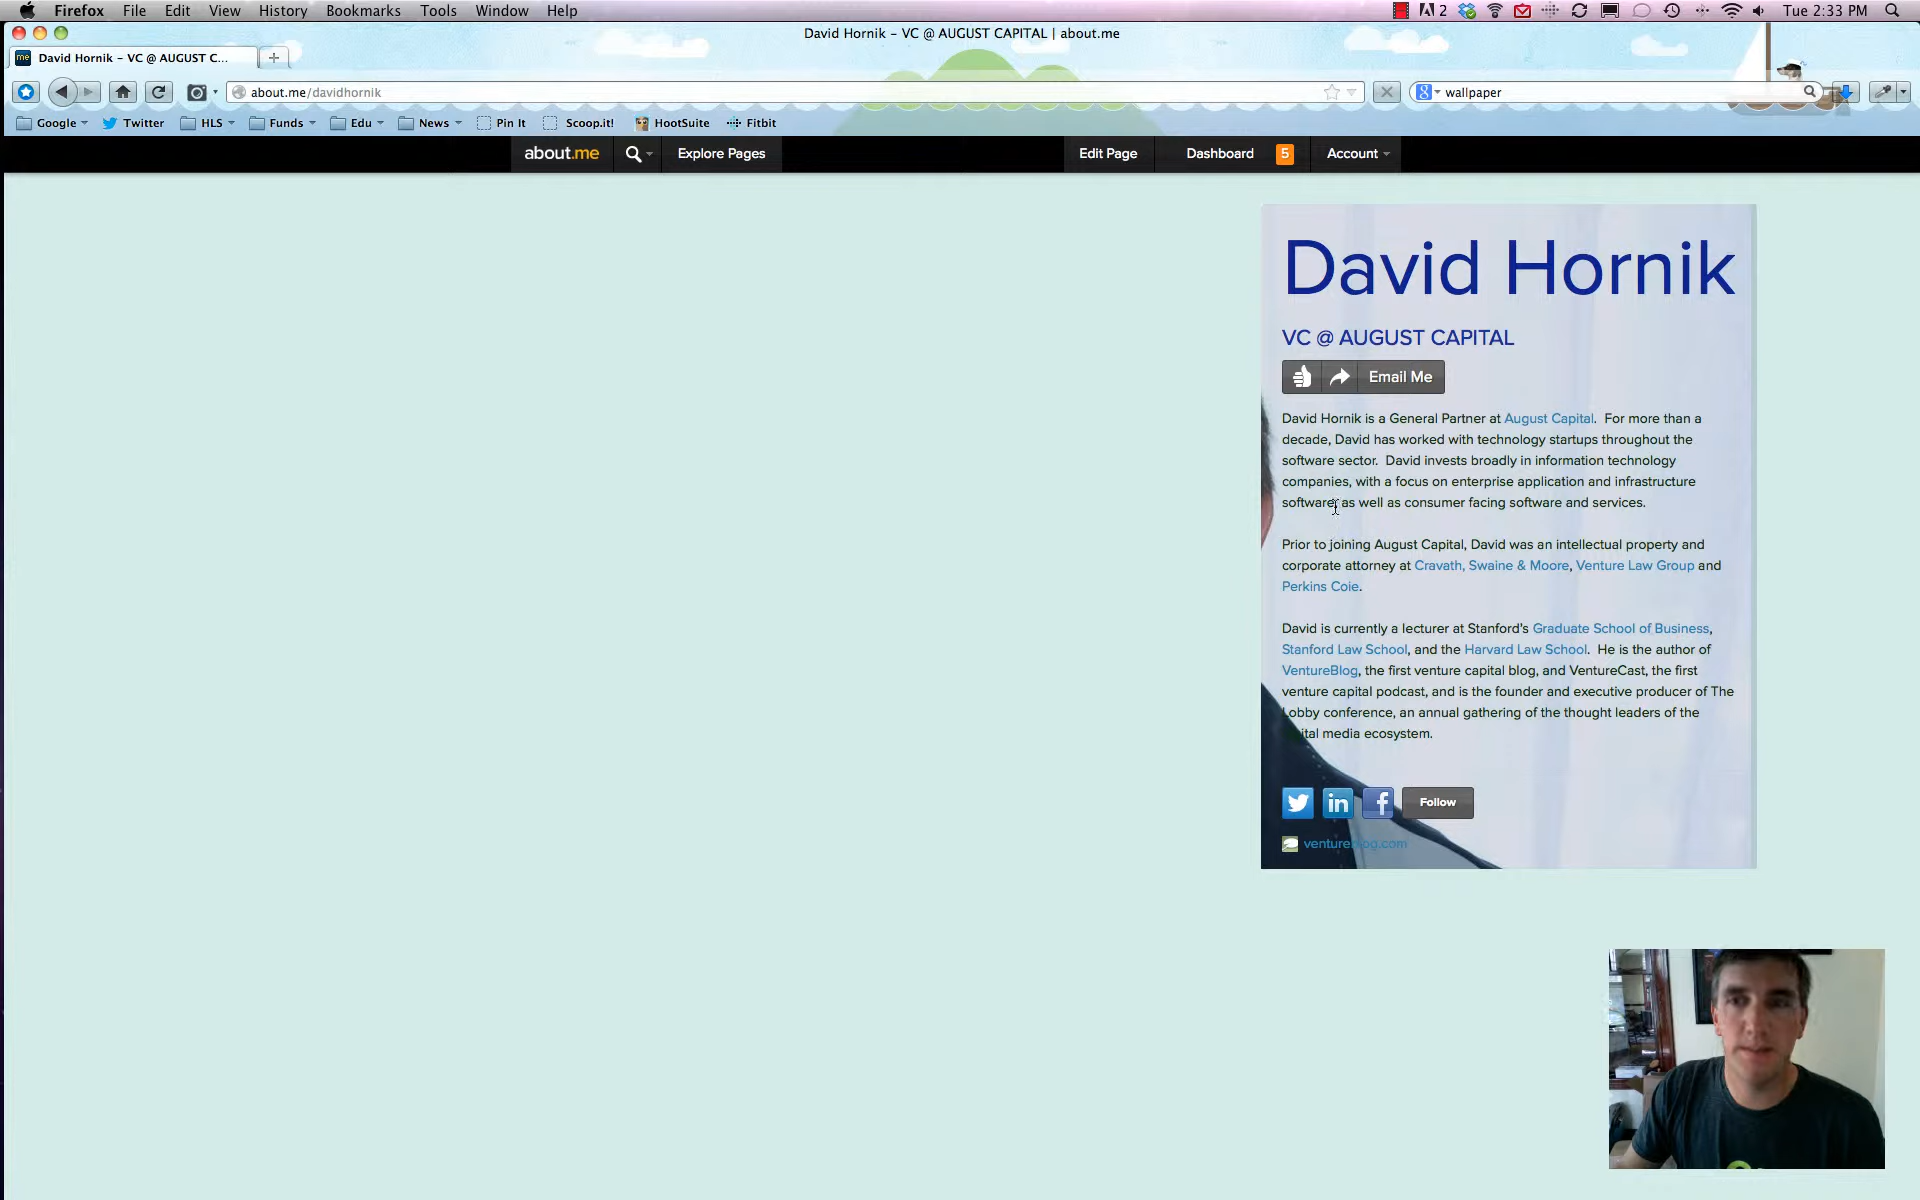 Firefox File Edit View History Bookmarks Tools Window Help 2 Tue 2:33 PM
David Hornik – VC @ AUGUST CAPITAL | about.me
me David Hornik – VC @ AUGUST C... +
about.me/davidhornik 8 wallpaper
Google Twitter HLS Funds Edu News Pin It Scoop.it! HootSuite Fitbit
about.me Explore Pages Edit Page Dashboard 5 Account
David Hornik
VC @ AUGUST CAPITAL
Email Me
David Hornik is a General Partner at August Capital. For more than a
decade, David has worked with technology startups throughout the
software sector. David invests broadly in information technology
companies, with a focus on enterprise application and infrastructure
software, as well as consumer facing software and services.
Prior to joining August Capital, David was an intellectual property and
corporate attorney at Cravath, Swaine & Moore, Venture Law Group and
Perkins Coie.
David is currently a lecturer at Stanford's Graduate School of Business,
Stanford Law School, and the Harvard Law School. He is the author of
VentureBlog, the first venture capital blog, and VentureCast, the first
venture capital podcast, and is the founder and executive producer of The
Lobby conference, an annual gathering of the thought leaders of the
digital media ecosystem.
in f Follow
ventureblog.com